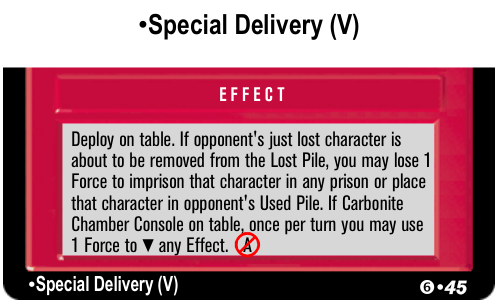 •Special Delivery (V)
EFFECT
Deploy on table. If opponent's just lost character is
about to be removed from the Lost Pile, you may lose 1
Force to imprison that character in any prison or place
that character in opponent's Used Pile. If Carbonite
Chamber Console on table, once per turn you may use
1 Force to ▼ any Effect. A
•Special Delivery (V) 6•45